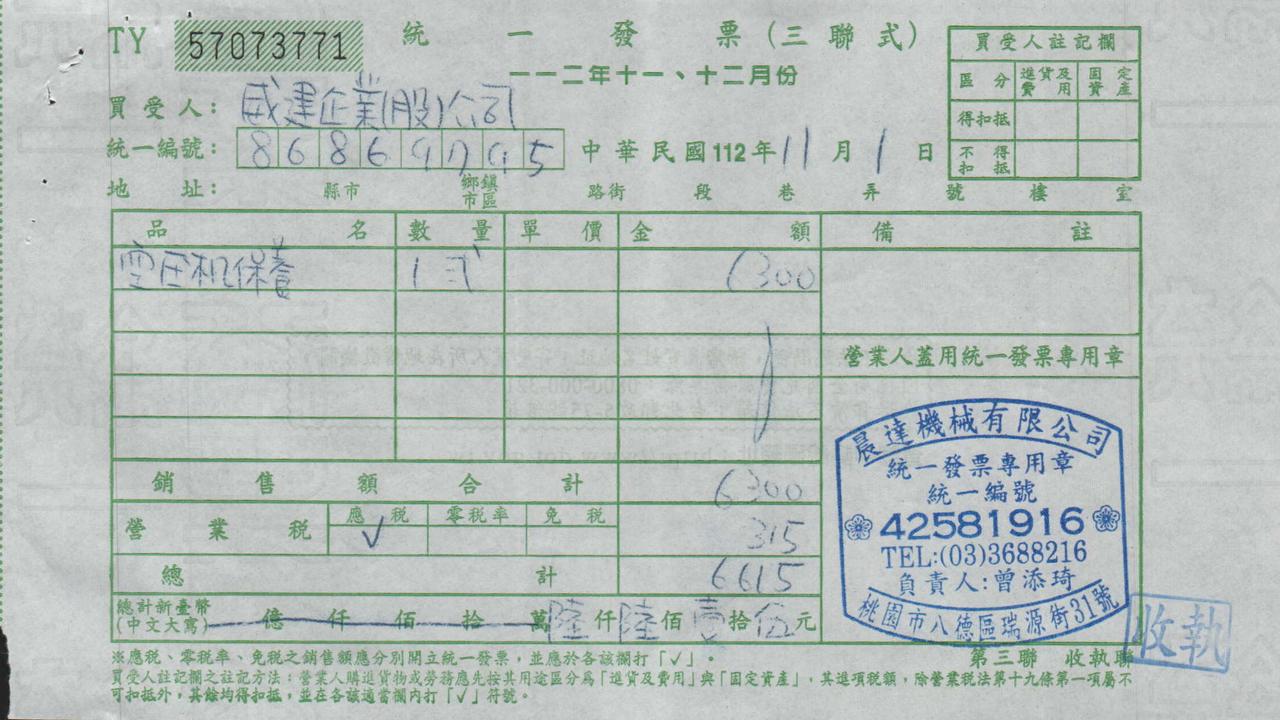 TY 57073771 統一發票(三聯式)
一一二年十一、十二月份
買受人註記欄
區分 進貨及費用 固定資產
得扣抵
不得扣抵
買受人: 威建企業(股)公司
統一編號: 8686 中華民國112年11月1日
地址: 縣市 鄉鎮市區 路街 段 巷 弄 號 樓 室
品名 數量 單價 金額 備註
空压机保養 1式 6300
營業人蓋用統一發票專用章
銷售額合計 6300
營業稅 應稅 ✓ 零稅率 免稅 315
總計 6615
總計新臺幣(中文大寫) 億仟佰拾萬陸仟陸佰壹拾伍元
晨達機械有限公司
統一發票專用章
統一編號
42581916
TEL:(03)3688216
負責人:曾添琦
桃園市八德區瑞源街31號
收執
第三聯 收執聯
※應稅、零稅率、免稅之銷售額應分別開立統一發票,並應於各該欄打「✓」。
買受人註記欄之註記方法:營業人購進貨物或勞務應先按其用途區分為「進貨及費用」與「固定資產」,其進項稅額,除營業稅法第十九條第一項屬不
可扣抵外,其餘均得扣抵,並在各該適當欄內打「✓」符號。